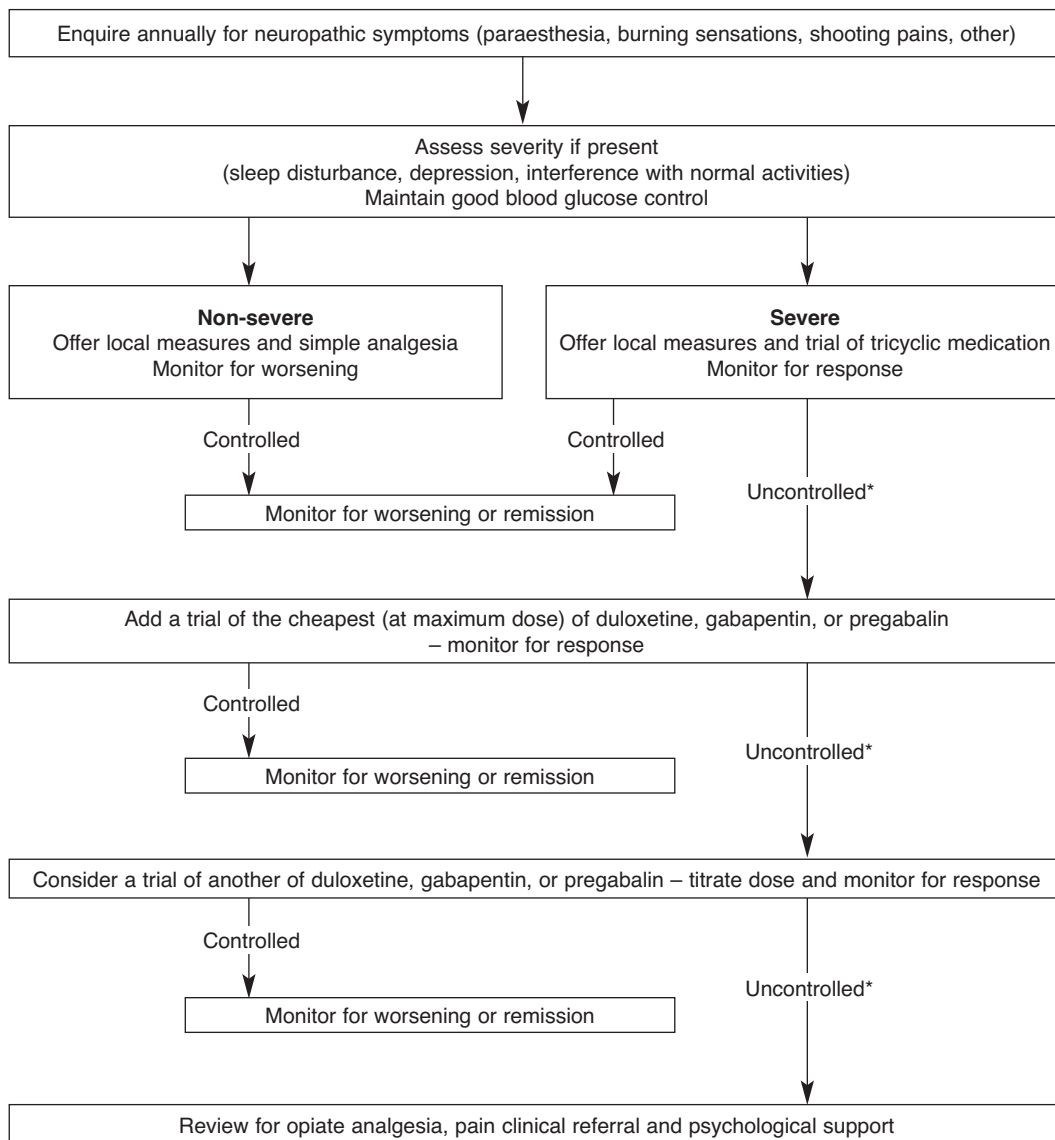 Enquire annually for neuropathic symptoms (paraesthesia, burning sensations, shooting pains, other)
Assess severity if present
(sleep disturbance, depression, interference with normal activities)
Maintain good blood glucose control
Non-severe
Offer local measures and simple analgesia
Monitor for worsening
Severe
Offer local measures and trial of tricyclic medication
Monitor for response
Controlled
Controlled
Monitor for worsening or remission
Uncontrolled*
Add a trial of the cheapest (at maximum dose) of duloxetine, gabapentin, or pregabalin
– monitor for response
Controlled
Uncontrolled*
Monitor for worsening or remission
Consider a trial of another of duloxetine, gabapentin, or pregabalin – titrate dose and monitor for response
Controlled
Uncontrolled*
Monitor for worsening or remission
Review for opiate analgesia, pain clinical referral and psychological support